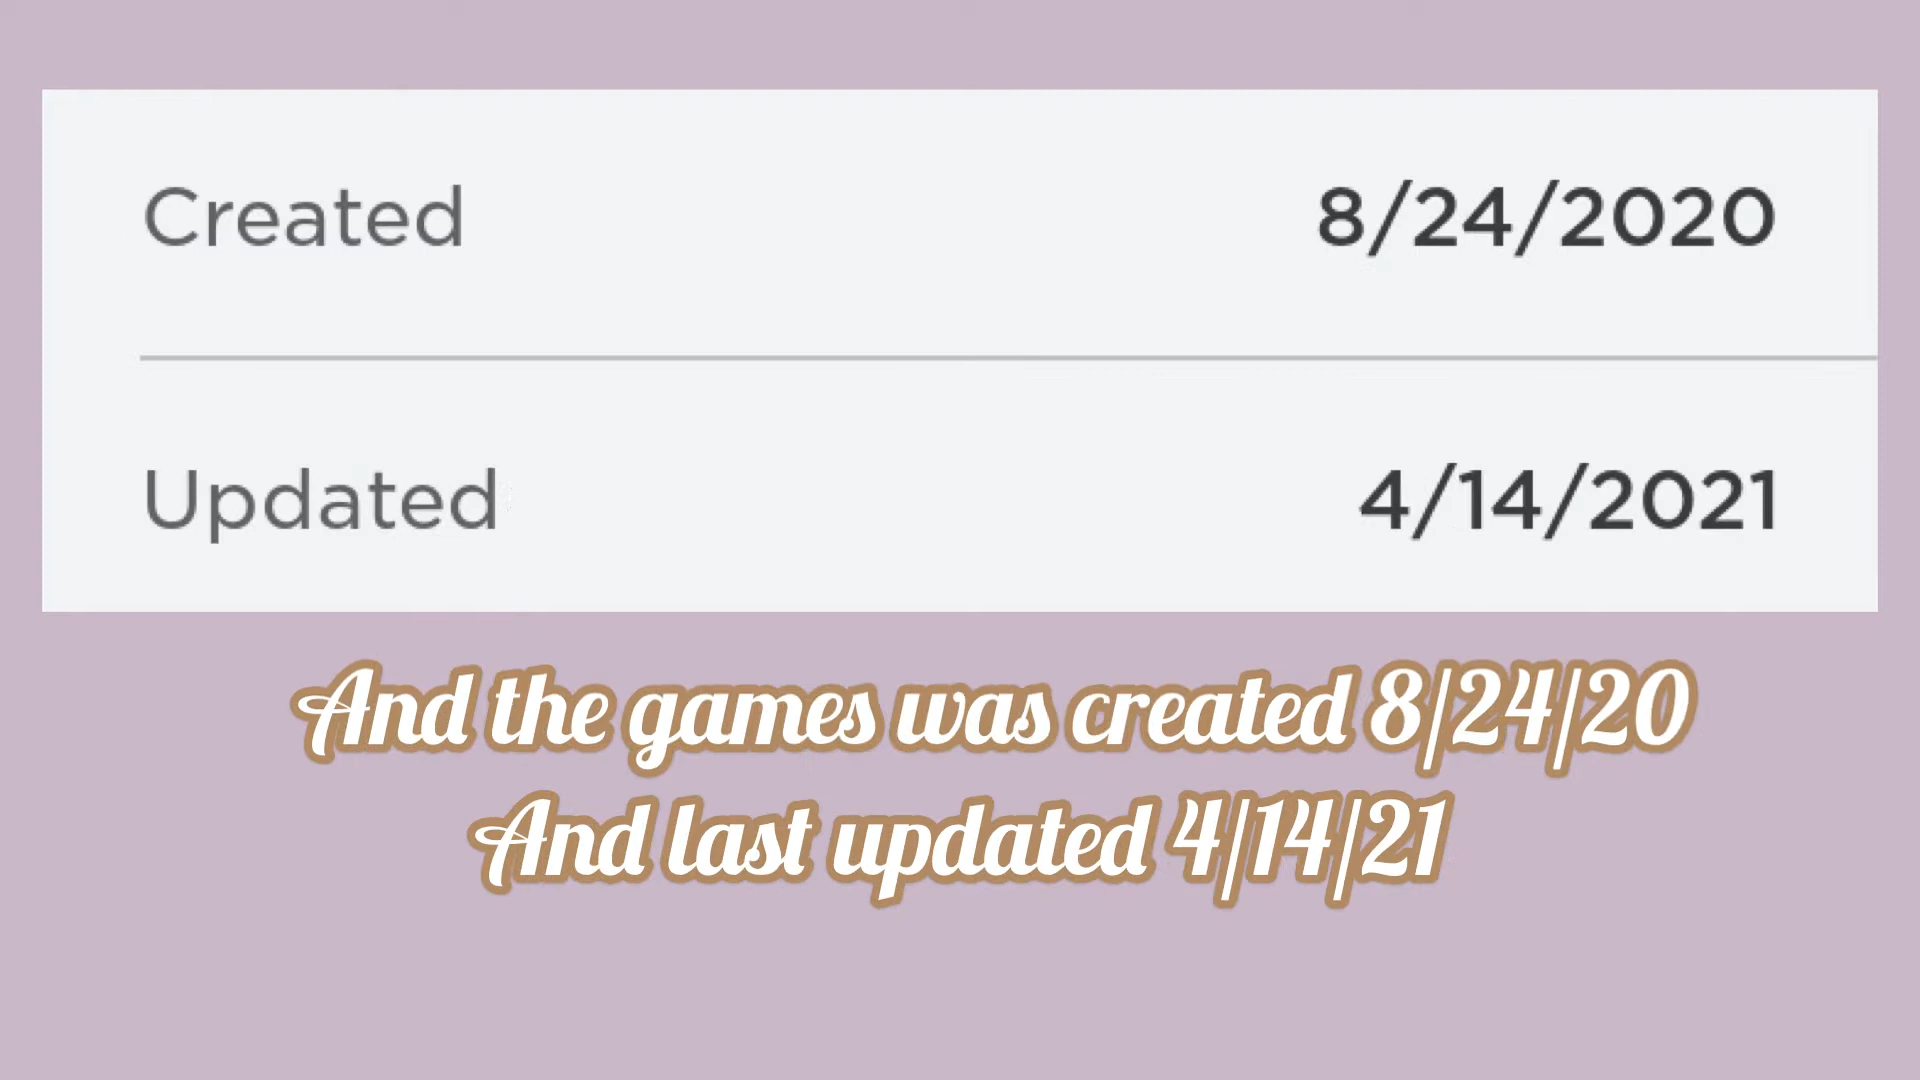 Created 8/24/2020
Updated 4/14/2021
And the games was created 8/24/20
And last updated 4/14/21